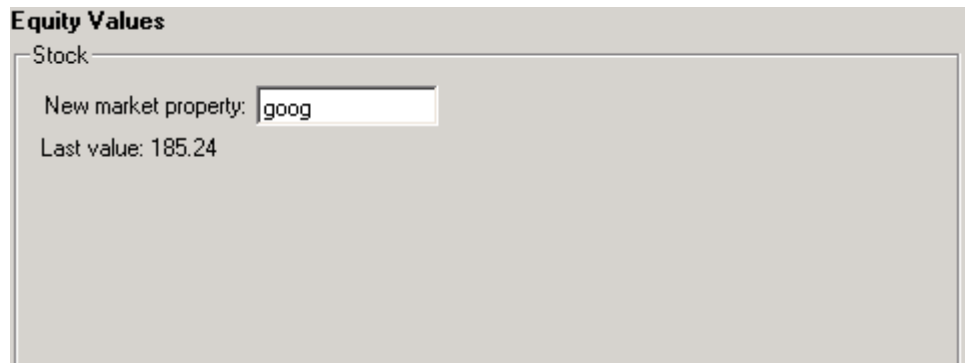 Equity Values
Stock
New market property: goog
Last value: 185.24